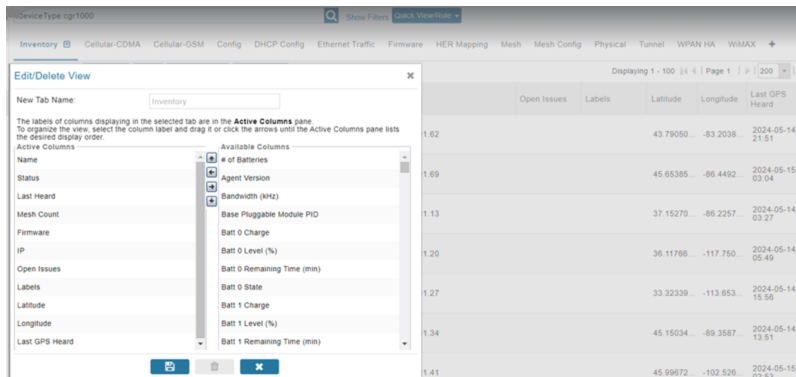 deviceType:cgr1000
Show Filters
Quick View/Rule
Inventory Cellular-CDMA Cellular-GSM Config DHCP Config Ethernet Traffic Firmware HER Mapping Mesh Mesh Config Physical Tunnel WPAN HA WiMAX +
Displaying 1 - 100 Page 1 200
Edit/Delete View
New Tab Name: Inventory
The labels of columns displaying in the selected tab are in the Active Columns pane.
To organize the view, select the column label and drag it or click the arrows until the Active Columns pane lists
the desired display order.
Active Columns
Name
Status
Last Heard
Mesh Count
Firmware
IP
Open Issues
Labels
Latitude
Longitude
Last GPS Heard
Available Columns
# of Batteries
Agent Version
Bandwidth (kHz)
Base Pluggable Module PID
Batt 0 Charge
Batt 0 Level (%)
Batt 0 Remaining Time (min)
Batt 0 State
Batt 1 Charge
Batt 1 Level (%)
Batt 1 Remaining Time (min)
Open Issues Labels Latitude Longitude Last GPS
Heard
1.62 43.79050... -83.2038... 2024-05-14
21:51
1.69 45.65385... -86.4492... 2024-05-15
03:04
1.13 37.15270... -86.2257... 2024-05-14
03:27
1.20 36.11766... -117.750... 2024-05-14
05:49
1.27 33.32339... -113.653... 2024-05-14
15:56
1.34 45.15034... -89.3587... 2024-05-14
13:51
1.41 45.99672... -102.526... 2024-05-15